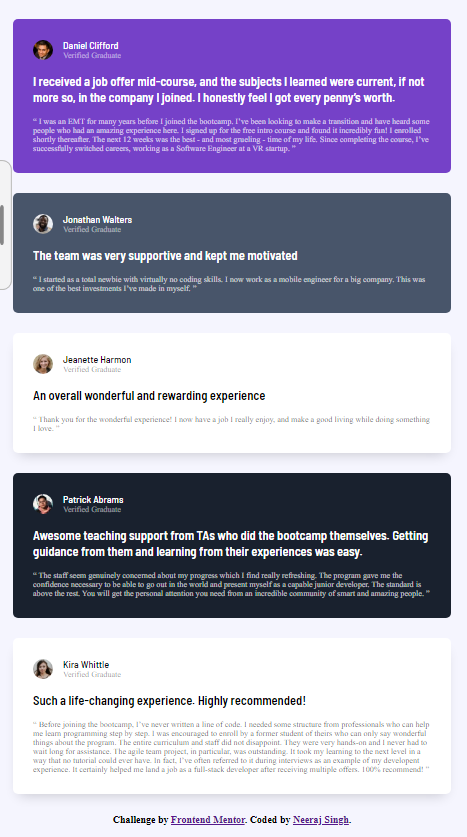 Daniel Clifford
Verified Graduate
I received a job offer mid-course, and the subjects I learned were current, if not
more so, in the company I joined. I honestly feel I got every penny’s worth.
“ I was an EMT for many years before I joined the bootcamp. I’ve been looking to make a transition and have heard some
people who had an amazing experience here. I signed up for the free intro course and found it incredibly fun! I enrolled
shortly thereafter. The next 12 weeks was the best - and most grueling - time of my life. Since completing the course, I’ve
successfully switched careers, working as a Software Engineer at a VR startup. ”
Jonathan Walters
Verified Graduate
The team was very supportive and kept me motivated
“ I started as a total newbie with virtually no coding skills. I now work as a mobile engineer for a big company. This was
one of the best investments I’ve made in myself. ”
Jeanette Harmon
Verified Graduate
An overall wonderful and rewarding experience
“ Thank you for the wonderful experience! I now have a job I really enjoy, and make a good living while doing something
I love. ”
Patrick Abrams
Verified Graduate
Awesome teaching support from TAs who did the bootcamp themselves. Getting
guidance from them and learning from their experiences was easy.
“ The staff seem genuinely concerned about my progress which I find really refreshing. The program gave me the
confidence necessary to be able to go out in the world and present myself as a capable junior developer. The standard is
above the rest. You will get the personal attention you need from an incredible community of smart and amazing people. ”
Kira Whittle
Verified Graduate
Such a life-changing experience. Highly recommended!
“ Before joining the bootcamp, I’ve never written a line of code. I needed some structure from professionals who can help
me learn programming step by step. I was encouraged to enroll by a former student of theirs who can only say wonderful
things about the program. The entire curriculum and staff did not disappoint. They were very hands-on and I never had to
wait long for assistance. The agile team project, in particular, was outstanding. It took my learning to the next level in a
way that no tutorial could ever have. In fact, I’ve often referred to it during interviews as an example of my developent
experience. It certainly helped me land a job as a full-stack developer after receiving multiple offers. 100% recommend! ”
Challenge by Frontend Mentor. Coded by Neeraj Singh.